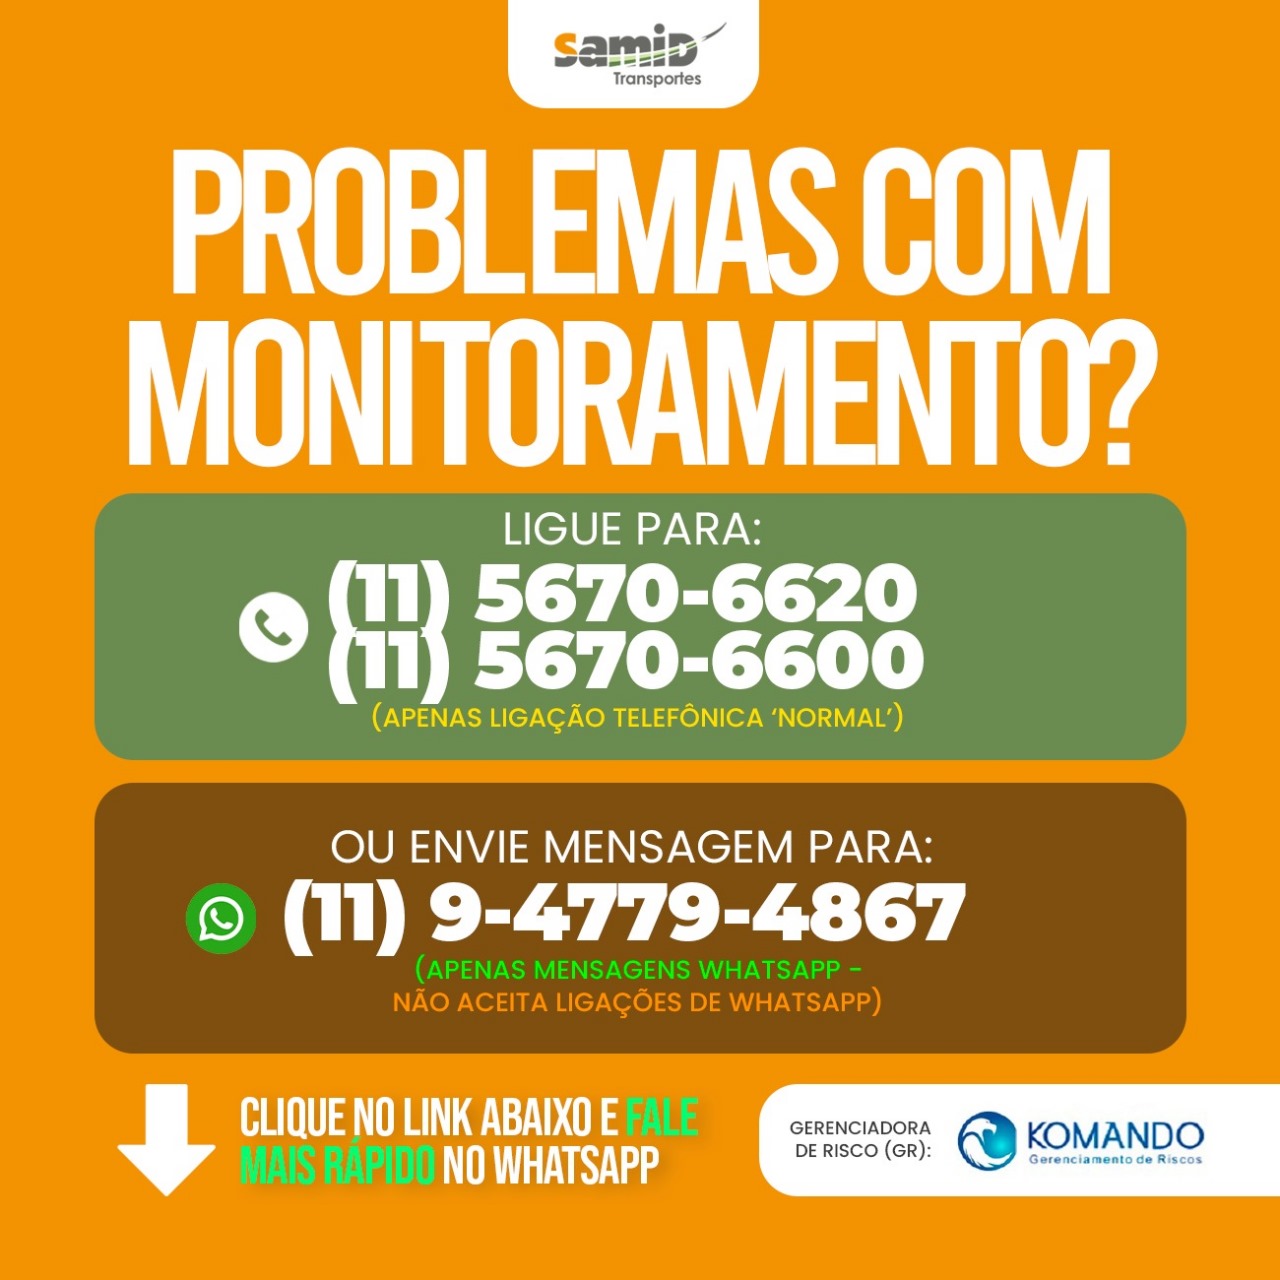 SamiD
Transportes
PROBLEMAS COM
MONITORAMENTO?
LIGUE PARA:
(11) 5670-6620
(11) 5670-6600
(APENAS LIGAÇÃO TELEFÔNICA ‘NORMAL’)
OU ENVIE MENSAGEM PARA:
(11) 9-4779-4867
(APENAS MENSAGENS WHATSAPP -
NÃO ACEITA LIGAÇÕES DE WHATSAPP)
CLIQUE NO LINK ABAIXO E FALE
MAIS RÁPIDO NO WHATSAPP
GERENCIADORA
DE RISCO (GR):
KOMANDO
Gerenciamento de Riscos